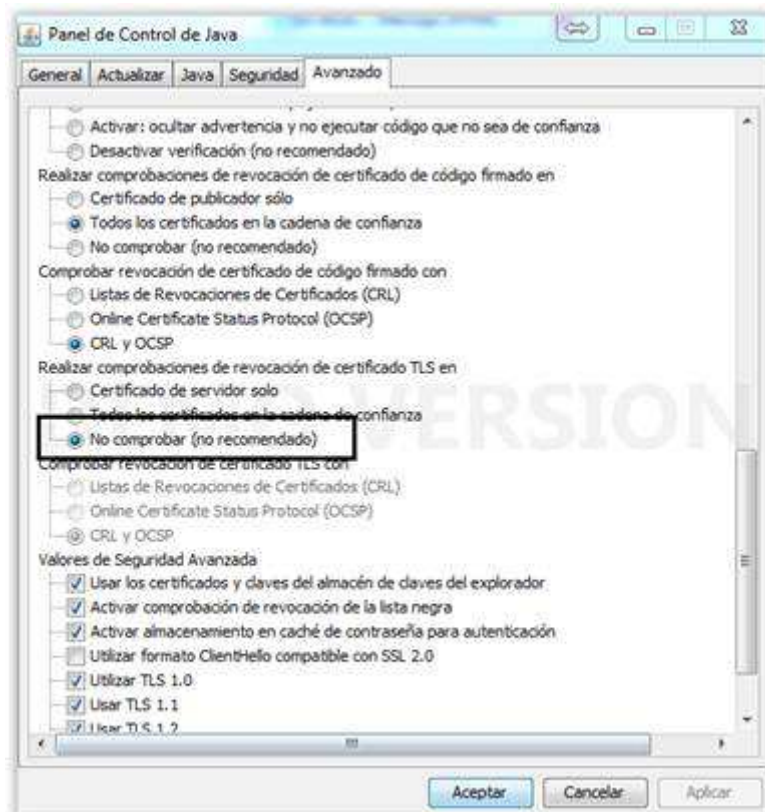 Panel de Control de Java
General Actualizar Java Seguridad Avanzado
Activar: ocultar advertencia y no ejecutar código que no sea de confianza
Desactivar verificación (no recomendado)
Realizar comprobaciones de revocación de certificado de código firmado en
Certificado de publicador sólo
Todos los certificados en la cadena de confianza
No comprobar (no recomendado)
Comprobar revocación de certificado de código firmado con
Listas de Revocaciones de Certificados (CRL)
Online Certificate Status Protocol (OCSP)
CRL y OCSP
Realizar comprobaciones de revocación de certificado TLS en
Certificado de servidor solo
Todos los certificados en la cadena de confianza
No comprobar (no recomendado)
Comprobar revocación de certificado TLS con
Listas de Revocaciones de Certificados (CRL)
Online Certificate Status Protocol (OCSP)
CRL y OCSP
Valores de Seguridad Avanzada
Usar los certificados y claves del almacén de claves del explorador
Activar comprobación de revocación de la lista negra
Activar almacenamiento en caché de contraseña para autenticación
Utilizar formato ClientHello compatible con SSL 2.0
Utilizar TLS 1.0
Usar TLS 1.1
Usar TLS 1.2
Aceptar Cancelar Aplicar
VERSION